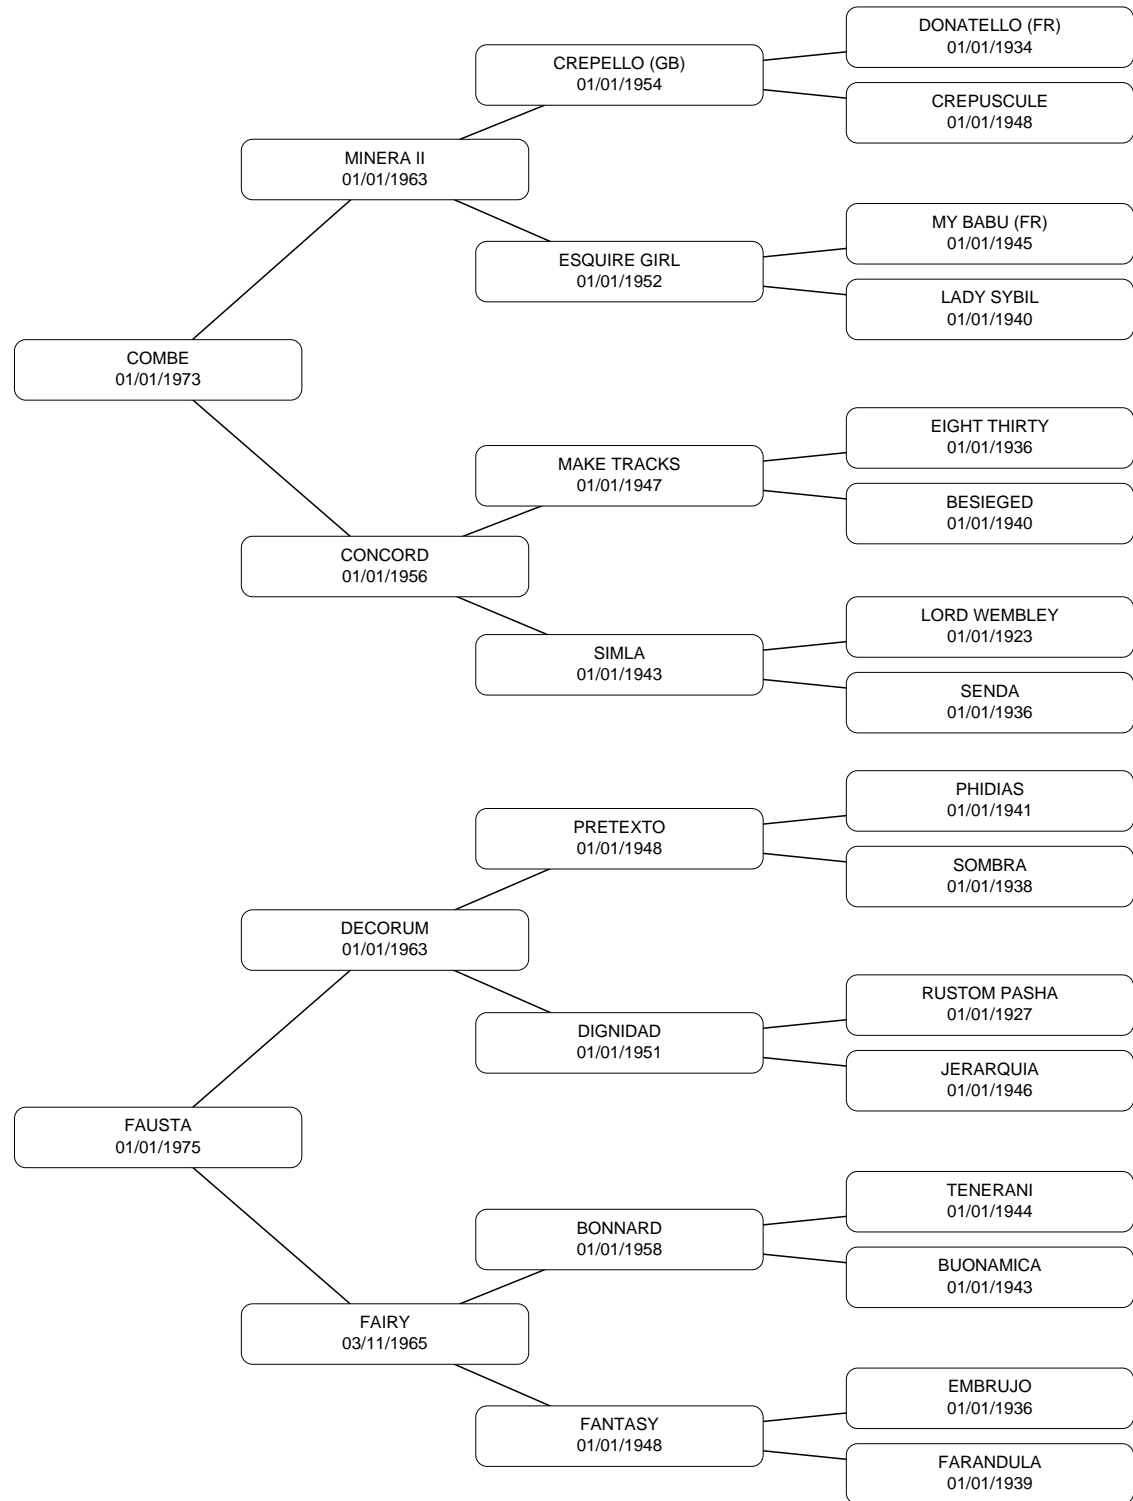 DONATELLO (FR)
01/01/1934
CREPELLO (GB)
01/01/1954
CREPUSCULE
01/01/1948
MINERA II
01/01/1963
MY BABU (FR)
01/01/1945
ESQUIRE GIRL
01/01/1952
LADY SYBIL
01/01/1940
COMBE
01/01/1973
EIGHT THIRTY
01/01/1936
MAKE TRACKS
01/01/1947
BESIEGED
01/01/1940
CONCORD
01/01/1956
LORD WEMBLEY
01/01/1923
SIMLA
01/01/1943
SENDA
01/01/1936
PHIDIAS
01/01/1941
PRETEXTO
01/01/1948
SOMBRA
01/01/1938
DECORUM
01/01/1963
RUSTOM PASHA
01/01/1927
DIGNIDAD
01/01/1951
JERARQUIA
01/01/1946
FAUSTA
01/01/1975
TENERANI
01/01/1944
BONNARD
01/01/1958
BUONAMICA
01/01/1943
FAIRY
03/11/1965
EMBRUJO
01/01/1936
FANTASY
01/01/1948
FARANDULA
01/01/1939